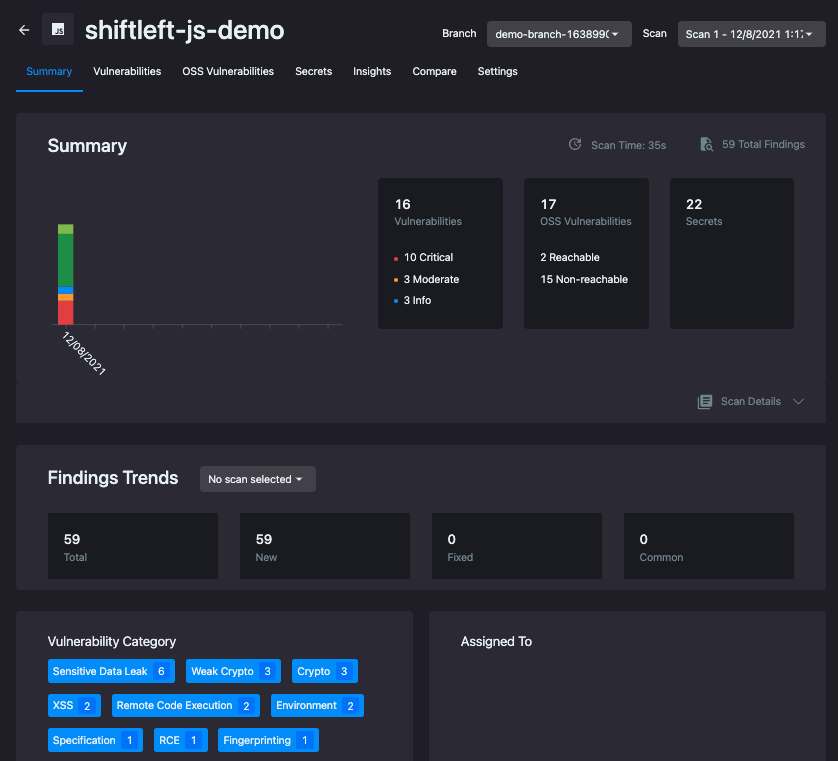 JS
shiftleft-js-demo
Branch
demo-branch-163899(
Scan
Scan 1 - 12/8/2021 1:17
Summary
Vulnerabilities
OSS Vulnerabilities
Secrets
Insights
Compare
Settings
Summary
Scan Time: 35s
59 Total Findings
16
Vulnerabilities
10 Critical
3 Moderate
3 Info
17
OSS Vulnerabilities
2 Reachable
15 Non-reachable
22
Secrets
12/08/2021
Scan Details
Findings Trends
No scan selected
59
Total
59
New
0
Fixed
0
Common
Vulnerability Category
Sensitive Data Leak 6
Weak Crypto 3
Crypto 3
XSS 2
Remote Code Execution 2
Environment 2
Specification 1
RCE 1
Fingerprinting 1
Assigned To